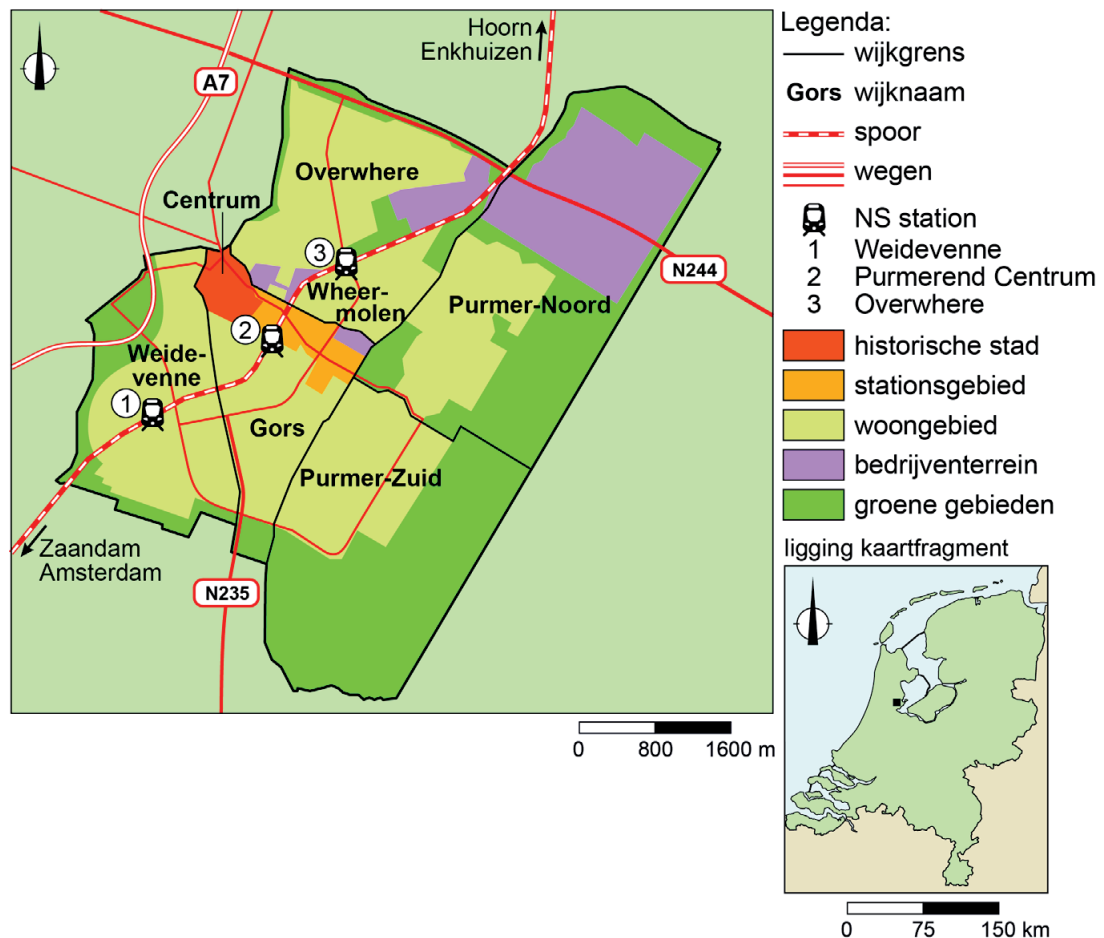 Hoorn
Enkhuizen
A7
Overwhere
Centrum
3
N244
Wheer-
molen
Purmer-Noord
2
Weide-
venne
1
Gors
Purmer-Zuid
Zaandam
Amsterdam
N235
0 800 1600 m
Legenda:
wijkgrens
Gors wijknaam
spoor
wegen
NS station
1 Weidevenne
2 Purmerend Centrum
3 Overwhere
historische stad
stationsgebied
woongebied
bedrijventerrein
groene gebieden
ligging kaartfragment
0 75 150 km